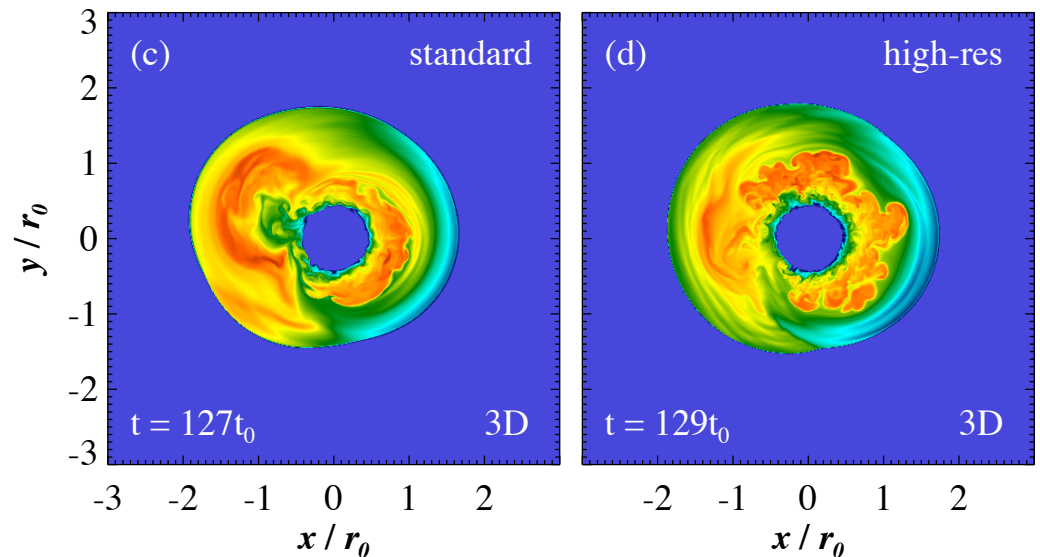 (c) standard
(d) high-res
3
2
1
0
-1
-2
-3
y / r₀
t = 127t₀ 3D
t = 129t₀ 3D
-3 -2 -1 0 1 2
-2 -1 0 1 2
x / r₀
x / r₀